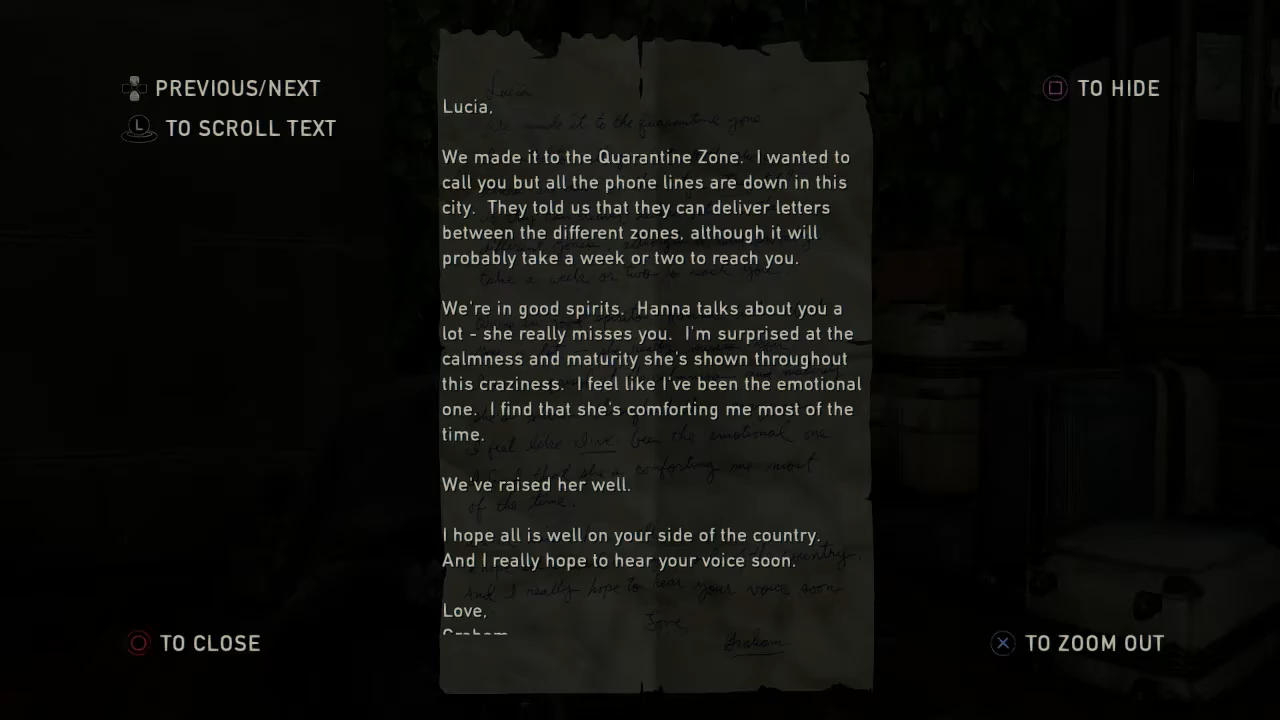 PREVIOUS/NEXT
L TO SCROLL TEXT
TO HIDE
Lucia,
We made it to the Quarantine Zone.  I wanted to
call you but all the phone lines are down in this
city.  They told us that they can deliver letters
between the different zones, although it will
probably take a week or two to reach you.
We're in good spirits.  Hanna talks about you a
lot - she really misses you.  I'm surprised at the
calmness and maturity she's shown throughout
this craziness.  I feel like I've been the emotional
one.  I find that she's comforting me most of the
time.
We've raised her well.
I hope all is well on your side of the country.
And I really hope to hear your voice soon.
Love,
Graham
TO CLOSE
TO ZOOM OUT